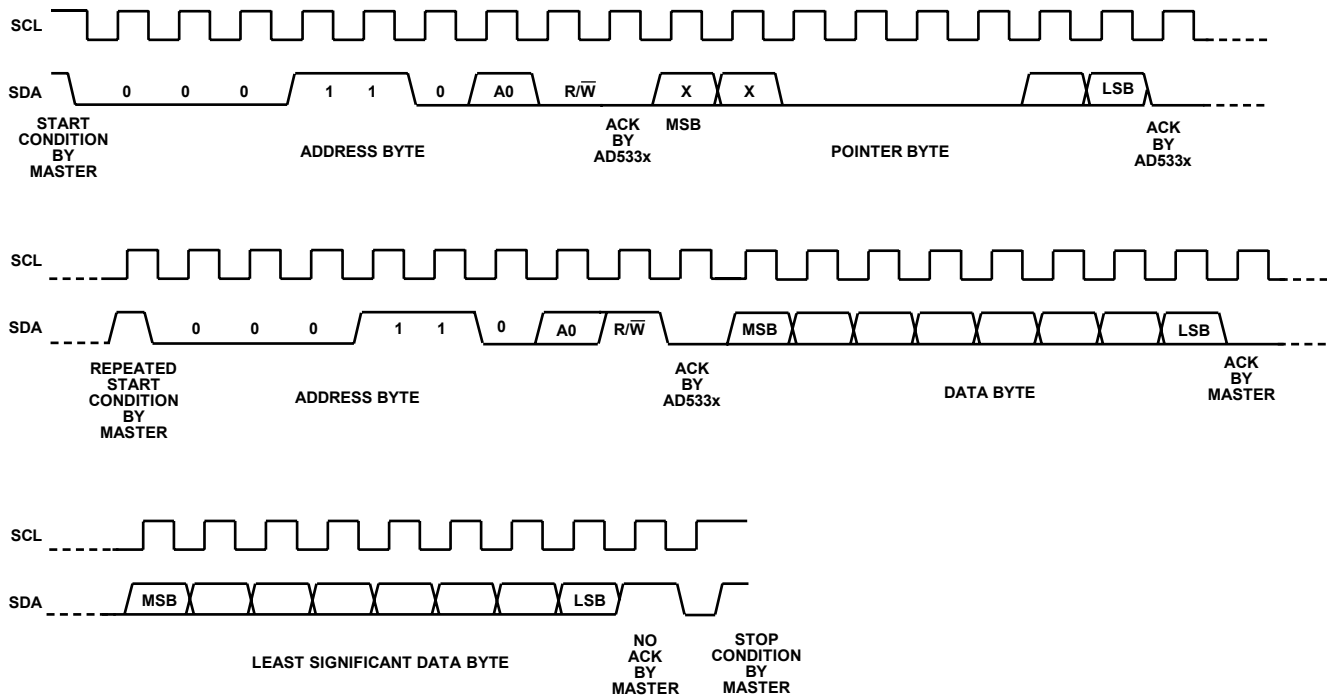 SCL
SDA
0 0 0 1 1 0 A0 R/W̅ X X LSB
START
CONDITION
BY
MASTER
ADDRESS BYTE
ACK
BY
AD533x
MSB
POINTER BYTE
ACK
BY
AD533x
SCL
SDA
0 0 0 1 1 0 A0 R/W̅ MSB LSB
REPEATED
START
CONDITION
BY
MASTER
ADDRESS BYTE
ACK
BY
AD533x
DATA BYTE
ACK
BY
MASTER
SCL
SDA
MSB LSB
LEAST SIGNIFICANT DATA BYTE
NO
ACK
BY
MASTER
STOP
CONDITION
BY
MASTER